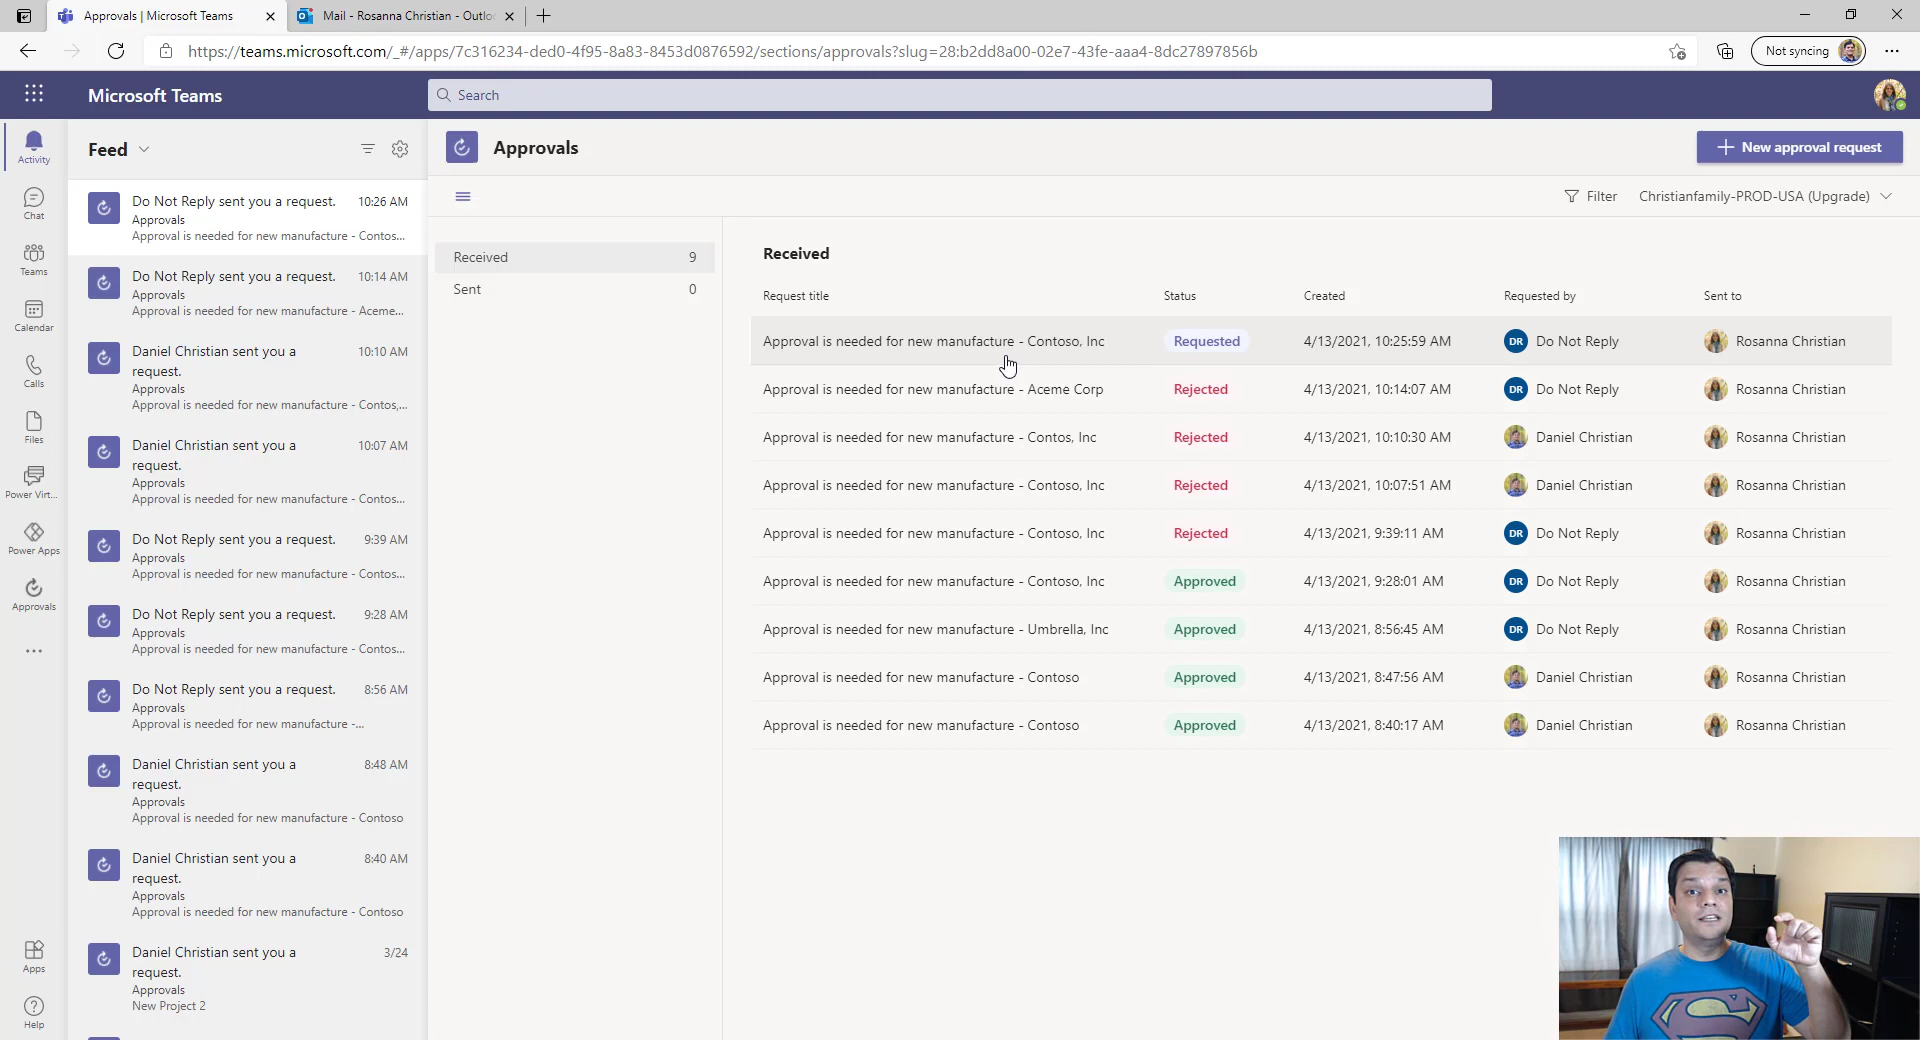 Approvals | Microsoft Teams
Mail - Rosanna Christian - Outlo
https://teams.microsoft.com/_#/apps/7c316234-ded0-4f95-8a83-8453d0876592/sections/approvals?slug=28:b2dd8a00-02e7-43fe-aaa4-8dc27897856b
Not syncing
Microsoft Teams
Search
Activity
Chat
Teams
Calendar
Calls
Files
Power Virt...
Power Apps
Approvals
Apps
Help
Feed
Do Not Reply sent you a request. 10:26 AM
Approvals
Approval is needed for new manufacture - Contos...
Do Not Reply sent you a request. 10:14 AM
Approvals
Approval is needed for new manufacture - Aceme...
Daniel Christian sent you a 10:10 AM
request.
Approvals
Approval is needed for new manufacture - Contos,...
Daniel Christian sent you a 10:07 AM
request.
Approvals
Approval is needed for new manufacture - Contos...
Do Not Reply sent you a request. 9:39 AM
Approvals
Approval is needed for new manufacture - Contos...
Do Not Reply sent you a request. 9:28 AM
Approvals
Approval is needed for new manufacture - Contos...
Do Not Reply sent you a request. 8:56 AM
Approvals
Approval is needed for new manufacture -...
Daniel Christian sent you a 8:48 AM
request.
Approvals
Approval is needed for new manufacture - Contoso
Daniel Christian sent you a 8:40 AM
request.
Approvals
Approval is needed for new manufacture - Contoso
Daniel Christian sent you a 3/24
request.
Approvals
New Project 2
Approvals
New approval request
Filter Christianfamily-PROD-USA (Upgrade)
Received 9
Sent 0
Received
Request title Status Created Requested by Sent to
Approval is needed for new manufacture - Contoso, Inc Requested 4/13/2021, 10:25:59 AM DR Do Not Reply Rosanna Christian
Approval is needed for new manufacture - Aceme Corp Rejected 4/13/2021, 10:14:07 AM DR Do Not Reply Rosanna Christian
Approval is needed for new manufacture - Contos, Inc Rejected 4/13/2021, 10:10:30 AM Daniel Christian Rosanna Christian
Approval is needed for new manufacture - Contoso, Inc Rejected 4/13/2021, 10:07:51 AM Daniel Christian Rosanna Christian
Approval is needed for new manufacture - Contoso, Inc Rejected 4/13/2021, 9:39:11 AM DR Do Not Reply Rosanna Christian
Approval is needed for new manufacture - Contoso, Inc Approved 4/13/2021, 9:28:01 AM DR Do Not Reply Rosanna Christian
Approval is needed for new manufacture - Umbrella, Inc Approved 4/13/2021, 8:56:45 AM DR Do Not Reply Rosanna Christian
Approval is needed for new manufacture - Contoso Approved 4/13/2021, 8:47:56 AM Daniel Christian Rosanna Christian
Approval is needed for new manufacture - Contoso Approved 4/13/2021, 8:40:17 AM Daniel Christian Rosanna Christian